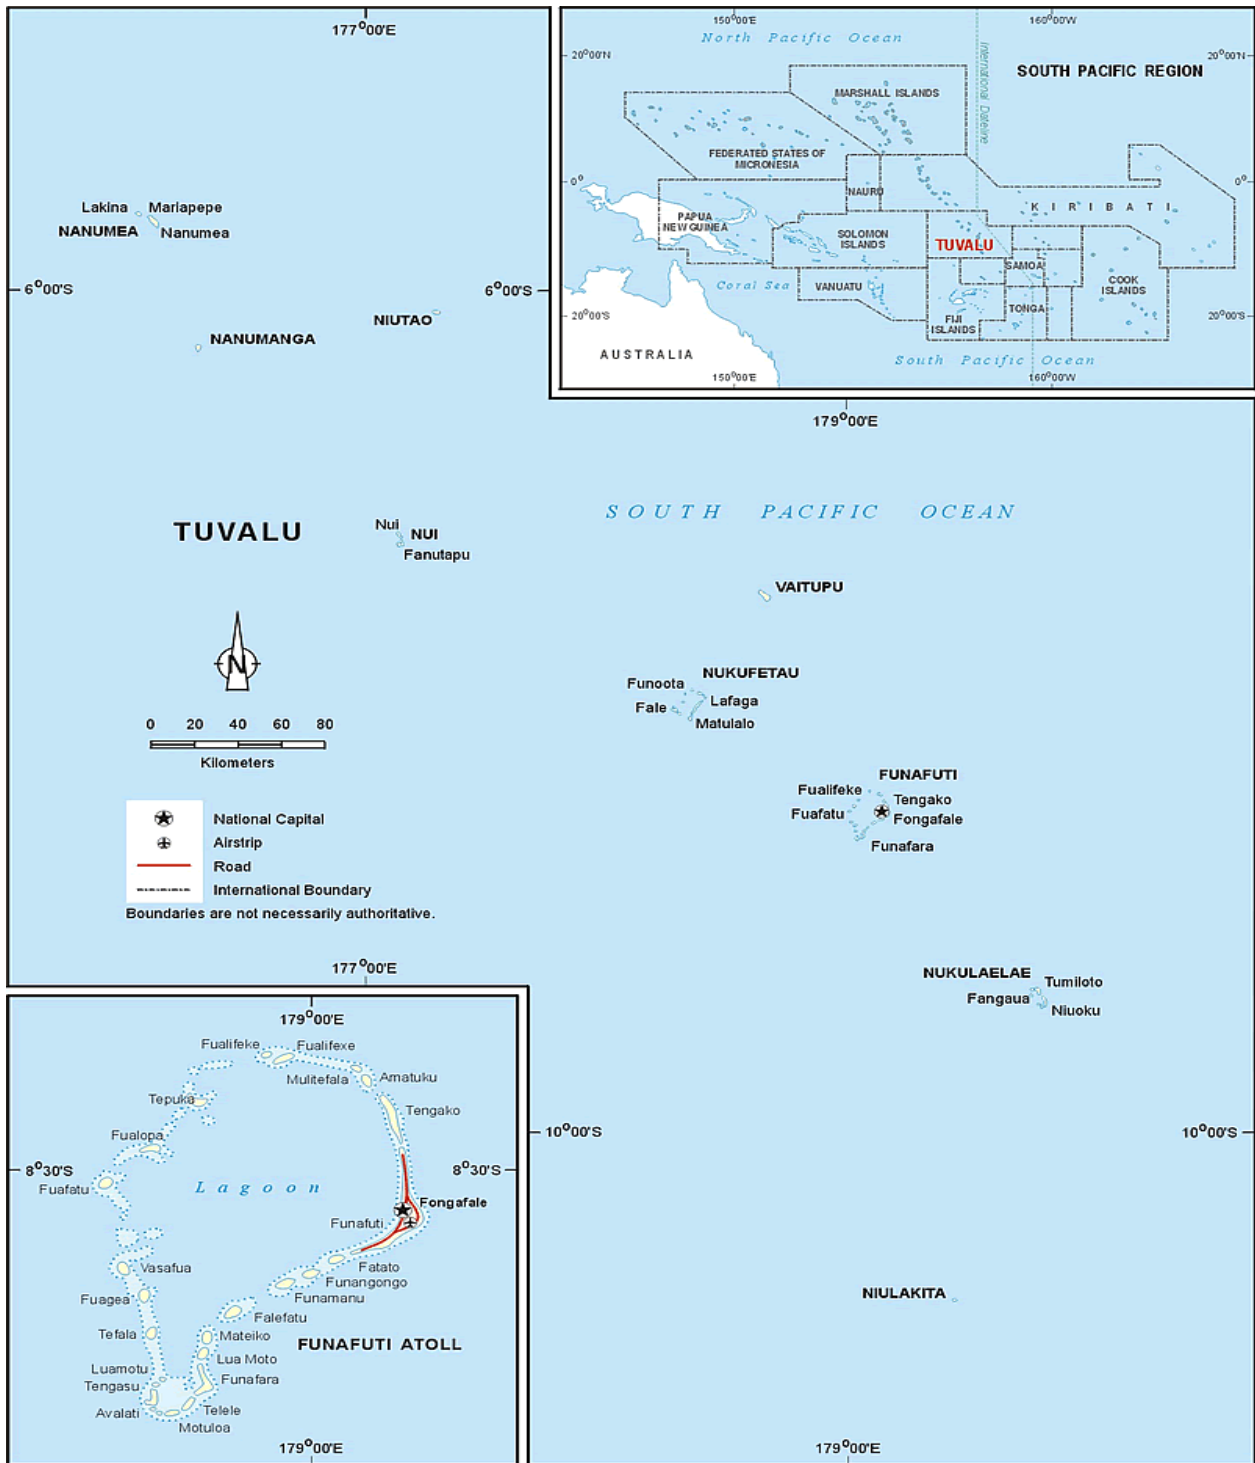 177°00'E
Lakina
Mariapepe
NANUMEA
Nanumea
6°00'S
6°00'S
NIUTAO
NANUMANGA
150°00'E
160°00'W
North Pacific Ocean
20°00'N
20°00'N
International Dateline
SOUTH PACIFIC REGION
MARSHALL ISLANDS
FEDERATED STATES OF
MICRONESIA
0°
0°
NAURU
KIRIBATI
PAPUA
NEW GUINEA
SOLOMON
ISLANDS
TUVALU
SAMOA
COOK
ISLANDS
Coral Sea
VANUATU
TONGA
FIJI
ISLANDS
20°00'S
20°00'S
AUSTRALIA
South Pacific Ocean
150°00'E
160°00'W
179°00'E
SOUTH PACIFIC OCEAN
TUVALU
Nui
NUI
Fanutapu
VAITUPU
N
NUKUFETAU
Funoota
Lafaga
Fale
Matulalo
0 20 40 60 80
Kilometers
FUNAFUTI
Fualifeke
Tengako
Fuafatu
Fongafale
Funafara
National Capital
Airstrip
Road
International Boundary
Boundaries are not necessarily authoritative.
177°00'E
NUKULAELAE
Tumiloto
Fangaua
Niuoku
10°00'S
10°00'S
NIULAKITA
179°00'E
179°00'E
Fualifeke
Fualifexe
Mulitefala
Amatuku
Tepuka
Tengako
Fualopa
8°30'S
8°30'S
Fuafatu
Lagoon
Fongafale
Funafuti
Vasafua
Fatato
Funangongo
Fuagea
Funamanu
Falefatu
Tefala
Mateiko
FUNAFUTI ATOLL
Lua Moto
Luamotu
Funafara
Tengasu
Telele
Avalati
Motuloa
179°00'E